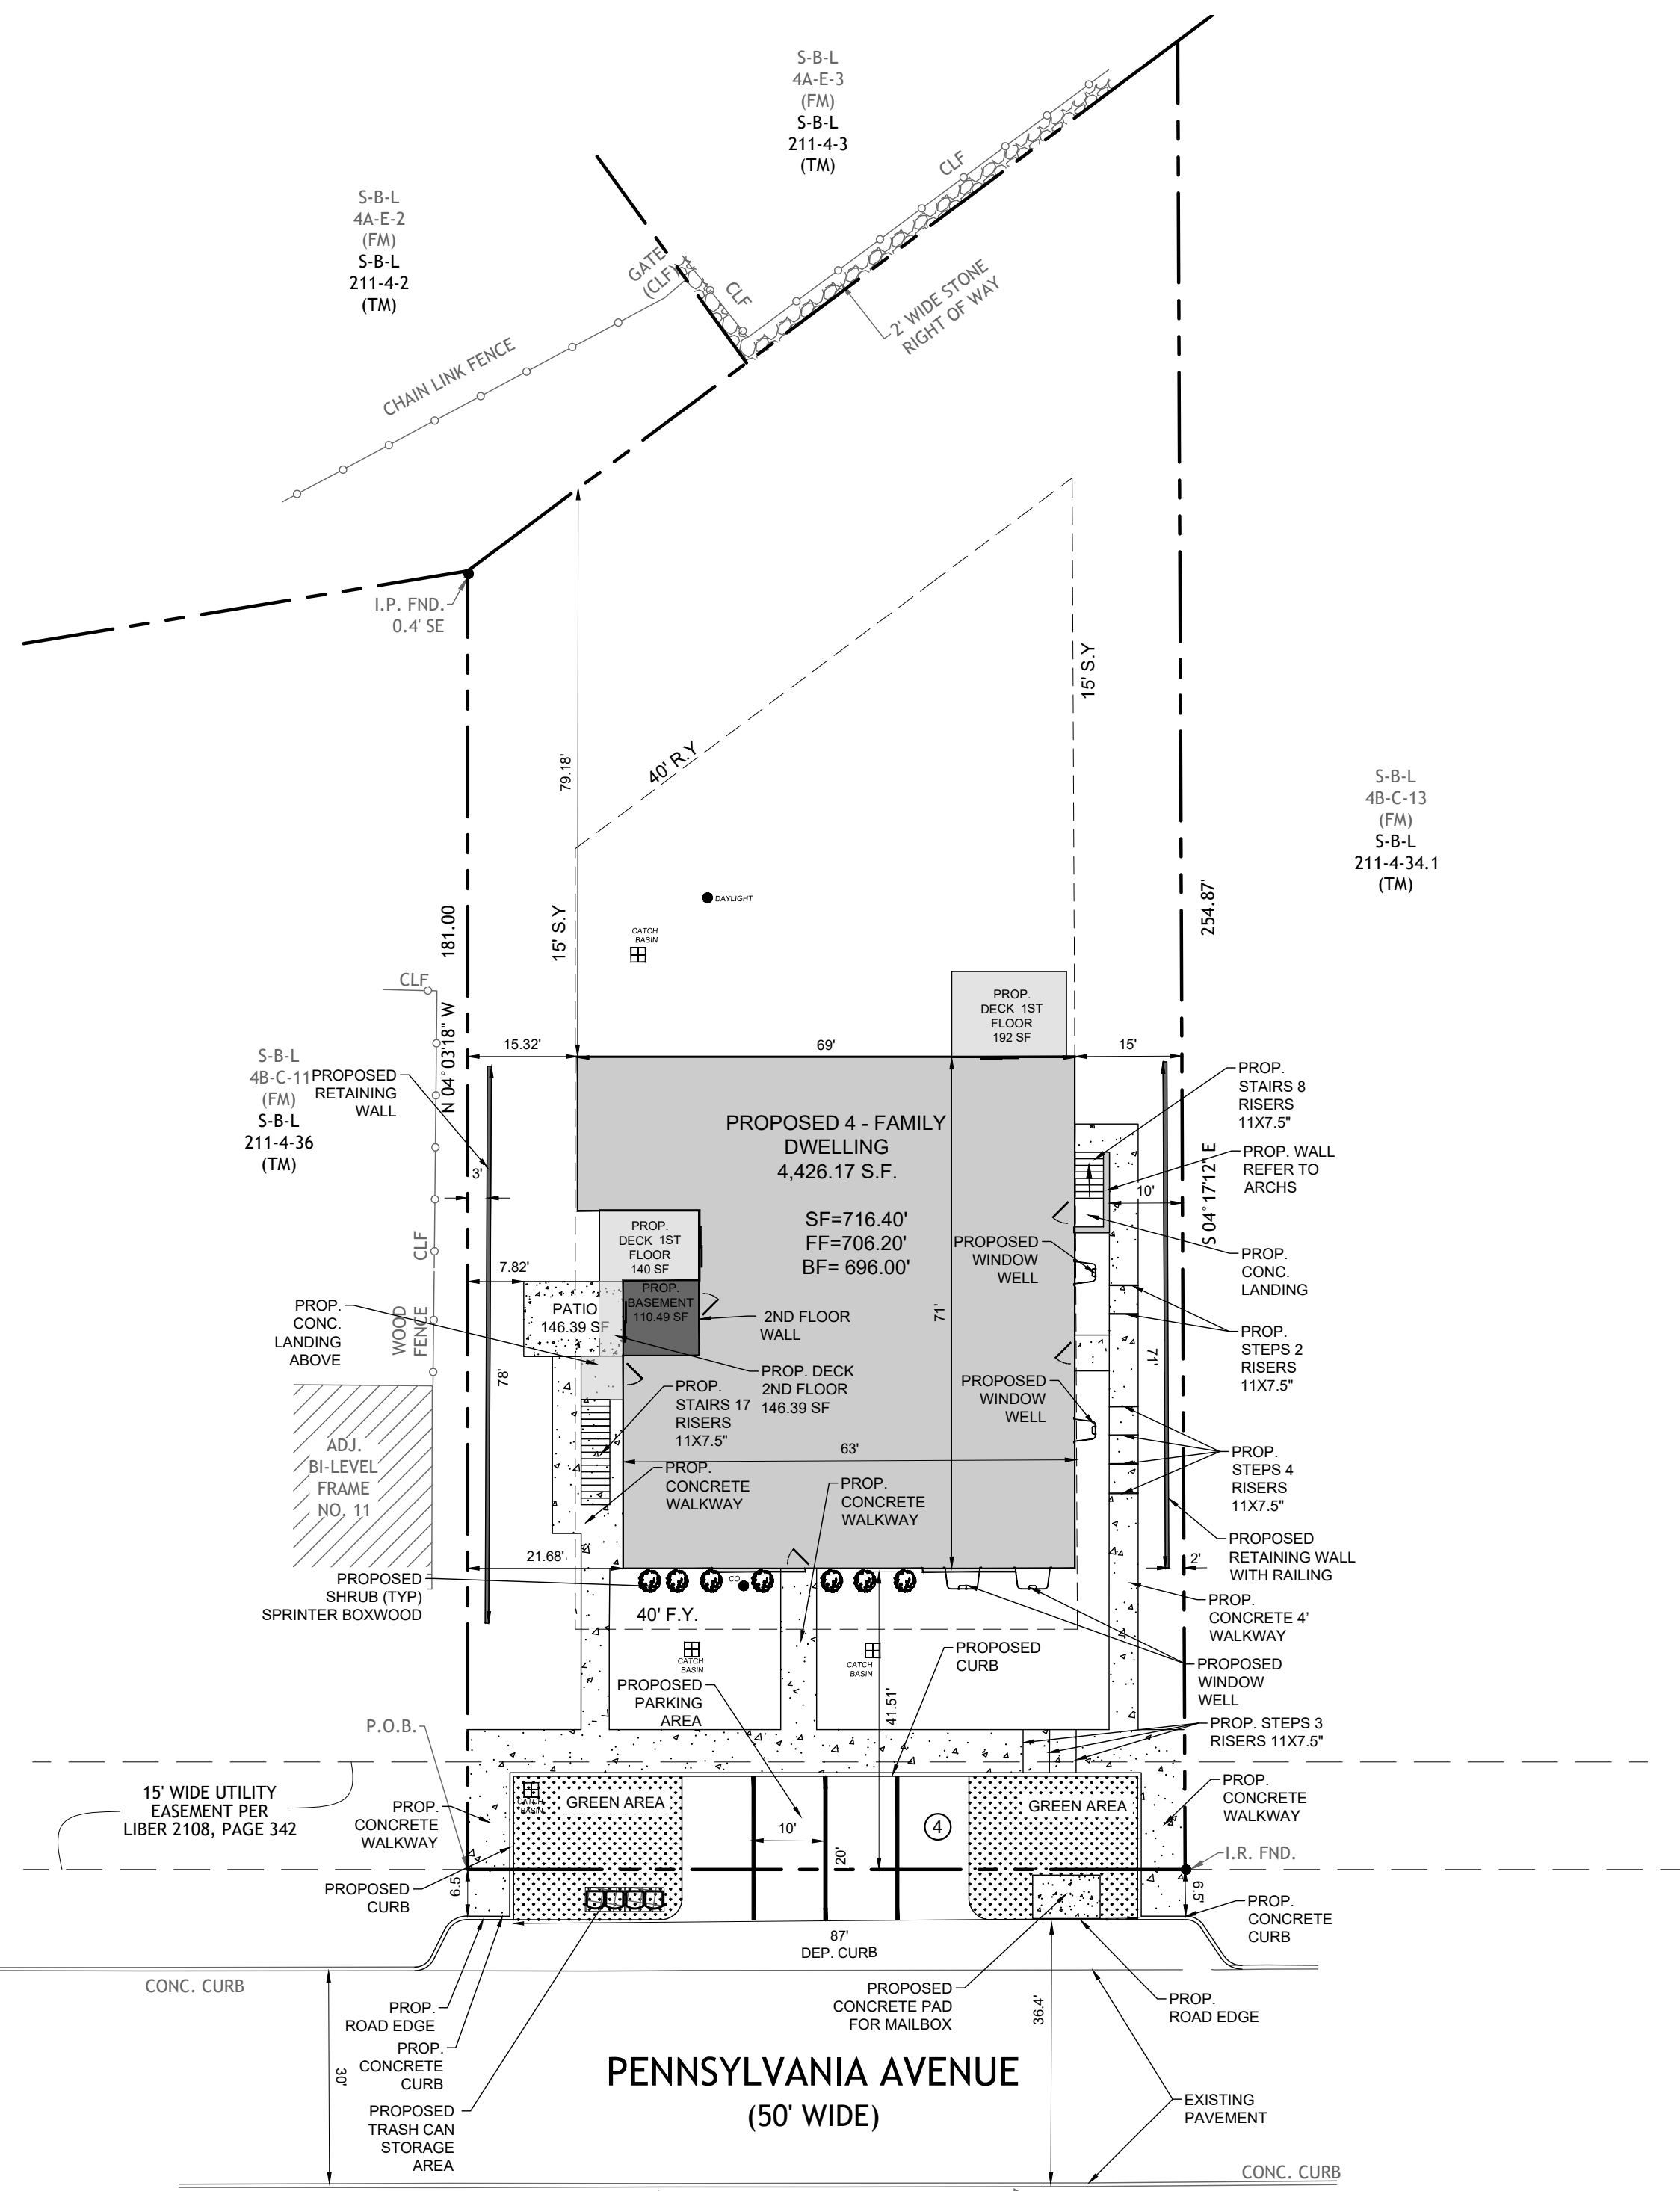 S-B-L
4A-E-3
(FM)
S-B-L
211-4-3
(TM)
S-B-L
4A-E-2
(FM)
S-B-L
211-4-2
(TM)
CLF
GATE
(CLF)
CLF
2' WIDE STONE
RIGHT OF WAY
CHAIN LINK FENCE
I.P. FND.
0.4' SE
15' S.Y
79.18'
40' R.Y
S-B-L
4B-C-13
(FM)
S-B-L
211-4-34.1
(TM)
DAYLIGHT
181.00
15' S.Y
254.87'
CATCH
BASIN
CLF
N 04°03'18" W
PROP.
DECK 1ST
FLOOR
192 SF
15.32'
69'
15'
S-B-L
4B-C-11
(FM)
S-B-L
211-4-36
(TM)
PROPOSED
RETAINING
WALL
PROP.
STAIRS 8
RISERS
11X7.5"
PROPOSED 4 - FAMILY
DWELLING
4,426.17 S.F.
PROP. WALL
REFER TO
ARCHS
3'
10'
S 04°17'12" E
SF=716.40'
FF=706.20'
BF= 696.00'
PROP.
DECK 1ST
FLOOR
140 SF
PROPOSED
WINDOW
WELL
CLF
7.82'
PROP.
CONC.
LANDING
PROP.
BASEMENT
110.49 SF
PATIO
146.39 SF
2ND FLOOR
WALL
71'
PROP.
CONC.
LANDING
ABOVE
WOOD
FENCE
PROP.
STEPS 2
RISERS
11X7.5"
78'
PROP. DECK
2ND FLOOR
146.39 SF
PROP.
STAIRS 17
RISERS
11X7.5"
PROPOSED
WINDOW
WELL
71'
ADJ.
BI-LEVEL
FRAME
NO. 11
63'
PROP.
STEPS 4
RISERS
11X7.5"
PROP.
CONCRETE
WALKWAY
PROP.
CONCRETE
WALKWAY
PROPOSED
RETAINING WALL
WITH RAILING
21.68'
2'
PROPOSED
SHRUB (TYP)
SPRINTER BOXWOOD
CO
40' F.Y.
PROP.
CONCRETE 4'
WALKWAY
CATCH
BASIN
CATCH
BASIN
PROPOSED
CURB
PROPOSED
WINDOW
WELL
PROPOSED
PARKING
AREA
41.51'
P.O.B.
PROP. STEPS 3
RISERS 11X7.5"
15' WIDE UTILITY
EASEMENT PER
LIBER 2108, PAGE 342
PROP.
CONCRETE
WALKWAY
CATCH
BASIN
GREEN AREA
GREEN AREA
PROP.
CONCRETE
WALKWAY
10'
20'
4
I.R. FND.
PROPOSED
CURB
6.5'
6.5'
PROP.
CONCRETE
CURB
87'
DEP. CURB
CONC. CURB
PROP.
ROAD EDGE
PROPOSED
CONCRETE PAD
FOR MAILBOX
36.4'
PROP.
ROAD EDGE
PROP.
CONCRETE
CURB
30'
PENNSYLVANIA AVENUE
(50' WIDE)
PROPOSED
TRASH CAN
STORAGE
AREA
EXISTING
PAVEMENT
CONC. CURB